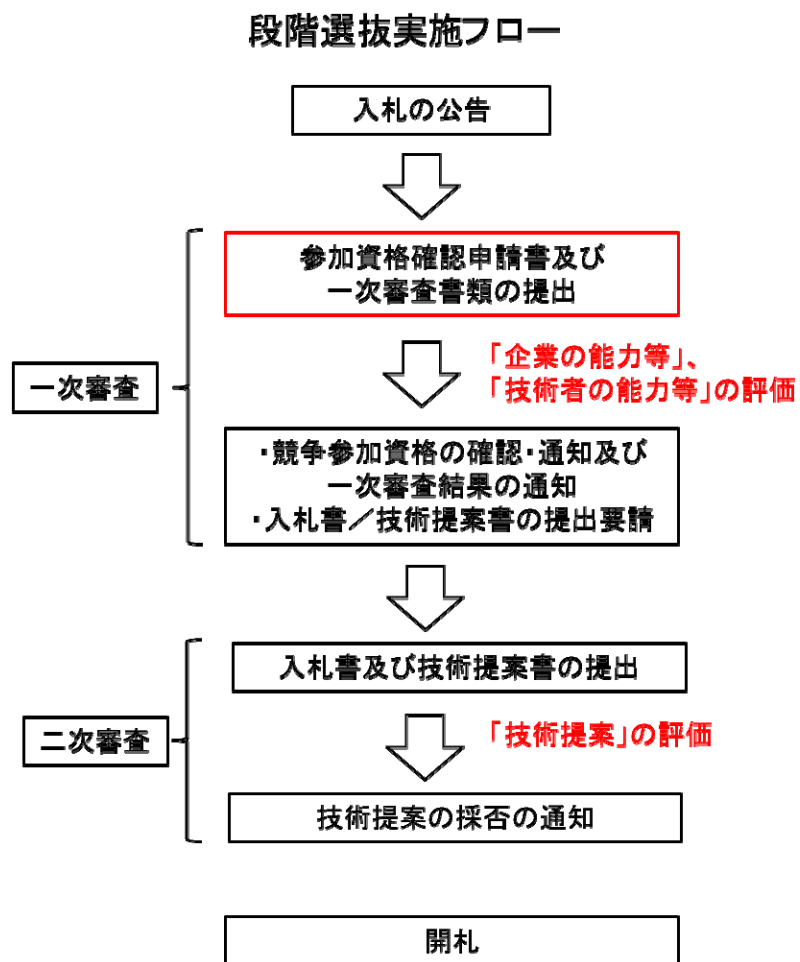 段階選抜実施フロー
入札の公告
参加資格確認申請書及び
一次審査書類の提出
「企業の能力等」、
「技術者の能力等」の評価
一次審査
・競争参加資格の確認・通知及び
一次審査結果の通知
・入札書／技術提案書の提出要請
入札書及び技術提案書の提出
二次審査
「技術提案」の評価
技術提案の採否の通知
開札